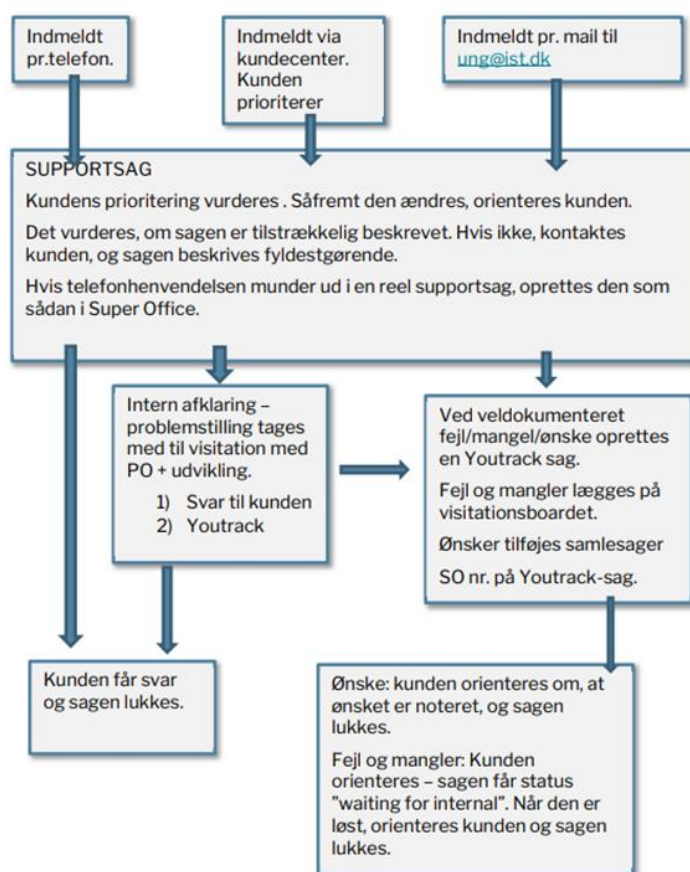 Indmeldt
pr.telefon.
Indmeldt via
kundecenter.
Kunden
prioriterer
Indmeldt pr. mail til
ung@ist.dk
SUPPORTSAG
Kundens prioritering vurderes . Såfremt den ændres, orienteres kunden.
Det vurderes, om sagen er tilstrækkelig beskrevet. Hvis ikke, kontaktes
kunden, og sagen beskrives fyldestgørende.
Hvis telefonhenvendelsen munder ud i en reel supportsag, oprettes den som
sådan i Super Office.
Intern afklaring –
problemstilling tages
med til visitation med
PO + udvikling.
1) Svar til kunden
2) Youtrack
Ved veldokumenteret
fejl/mangel/ønske oprettes
en Youtrack sag.
Fejl og mangler lægges på
visitationsboardet.
Ønsker tilføjes samlesager
SO nr. på Youtrack-sag.
Kunden får svar
og sagen lukkes.
Ønske: kunden orienteres om, at
ønsket er noteret, og sagen
lukkes.
Fejl og mangler: Kunden
orienteres – sagen får status
”waiting for internal”. Når den er
løst, orienteres kunden og sagen
lukkes.